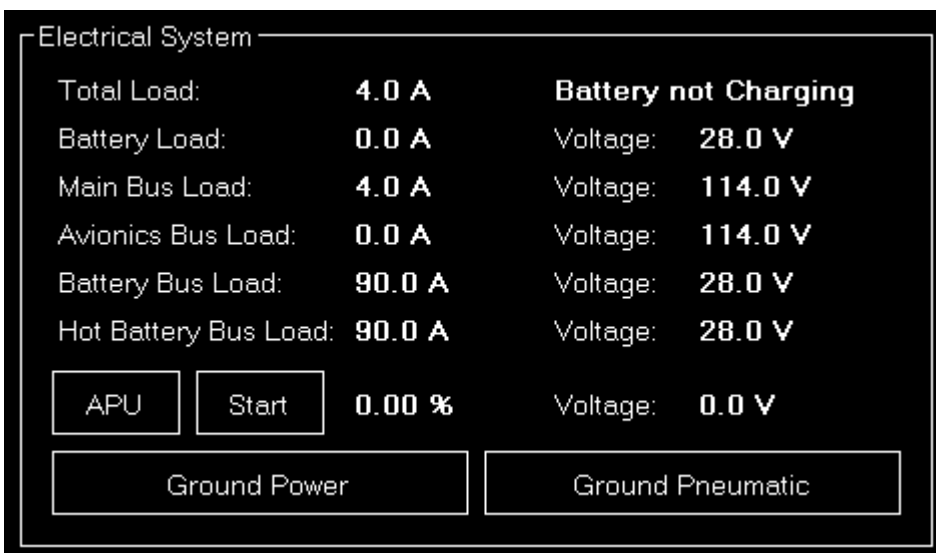 Electrical System
Total Load: 4.0 A Battery not Charging
Battery Load: 0.0 A Voltage: 28.0 V
Main Bus Load: 4.0 A Voltage: 114.0 V
Avionics Bus Load: 0.0 A Voltage: 114.0 V
Battery Bus Load: 90.0 A Voltage: 28.0 V
Hot Battery Bus Load: 90.0 A Voltage: 28.0 V
APU Start 0.00 % Voltage: 0.0 V
Ground Power Ground Pneumatic